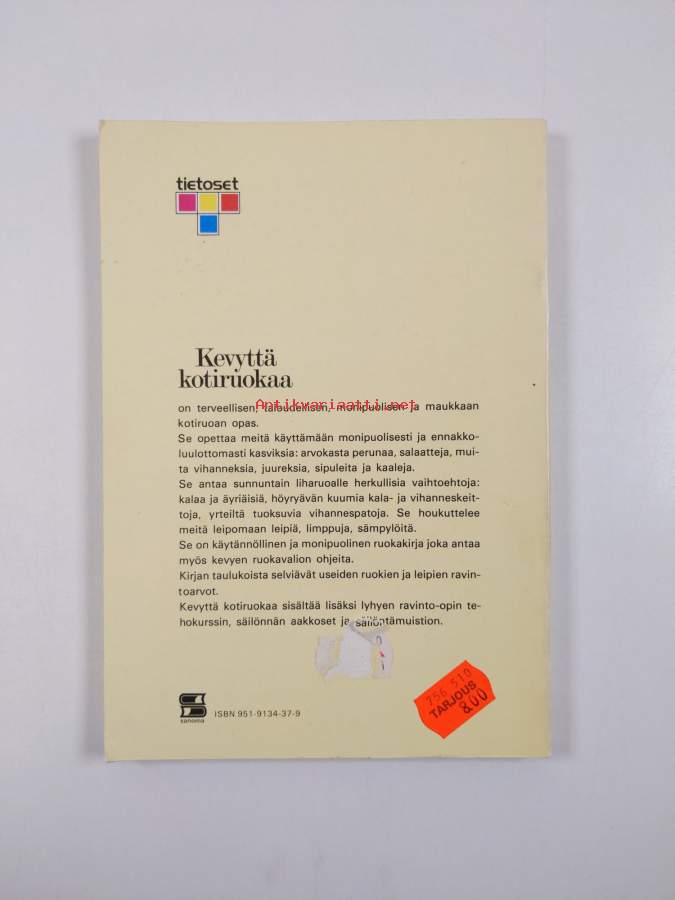 tietoset
Kevyttä
kotiruokaa
Antikvariaatti.net
on terveellisen, taloudellisen, monipuolisen ja maukkaan
kotiruoan opas.
Se opettaa meitä käyttämään monipuolisesti ja ennakko-
luulottomasti kasviksia: arvokasta perunaa, salaatteja, mui-
ta vihanneksia, juureksia, sipuleita ja kaaleja.
Se antaa sunnuntain liharuoalle herkullisia vaihtoehtoja:
kalaa ja äyriäisiä, höyryävän kuumia kala- ja vihanneskeit-
toja, yrteiltä tuoksuvia vihannespatoja. Se houkuttelee
meitä leipomaan leipiä, limppuja, sämpylöitä.
Se on käytännöllinen ja monipuolinen ruokakirja joka antaa
myös kevyen ruokavalion ohjeita.
Kirjan taulukoista selviävät useiden ruokien ja leipien ravin-
toarvot.
Kevyttä kotiruokaa sisältää lisäksi lyhyen ravinto-opin te-
hokurssin, säilönnän aakkoset ja säilöntämuistion.
756 510
TARJOUS
8,00
sanoma
ISBN 951-9134-37-9